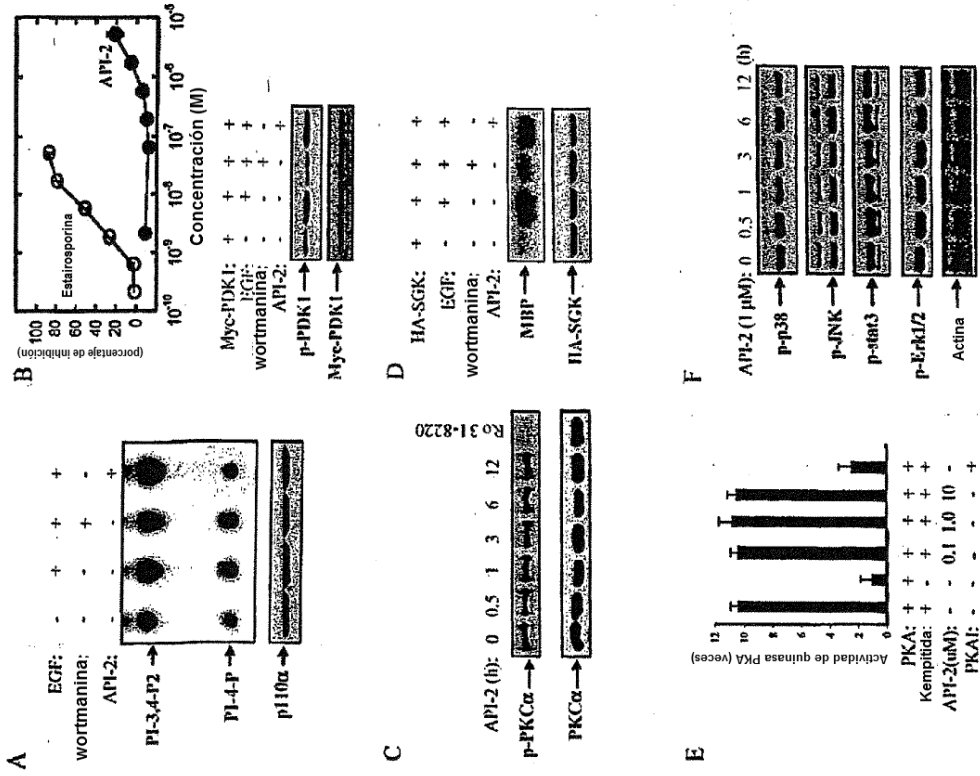 A
EGF: - + + +
wortmanina: - - + -
API-2: - - - +
PI-3,4-P2
PI-4-P
p110α
B
(porcentaje de inhibición)
100
80
60
40
20
0
Estairosporina
API-2
10-10 10-9 10-8 10-7 10-6 10-5
Concentración (M)
Myc-PDK1: + + + +
EGF: - + + +
wortmanina: - - + -
API-2: - - - +
p-PDK1
Myc-PDK1
C
API-2 (h): 0 0.5 1 3 6 12 Ro 31-8220
p-PKCα
PKCα
D
HA-SGK: + + + +
EGF: - + + +
wortmanina: - - + -
API-2: - - - +
MBP
HA-SGK
E
Actividad de quinasa PKA (veces)
12
10
8
6
4
2
0
PKA: + + + + + +
Kempitida: + - + + + +
API-2(uM): - - 0.1 1.0 10 -
PKAI: - - - - - +
F
API-2 (1 µM): 0 0.5 1 3 6 12 (h)
p-p38
p-JNK
p-stat3
p-Erk1/2
Actina